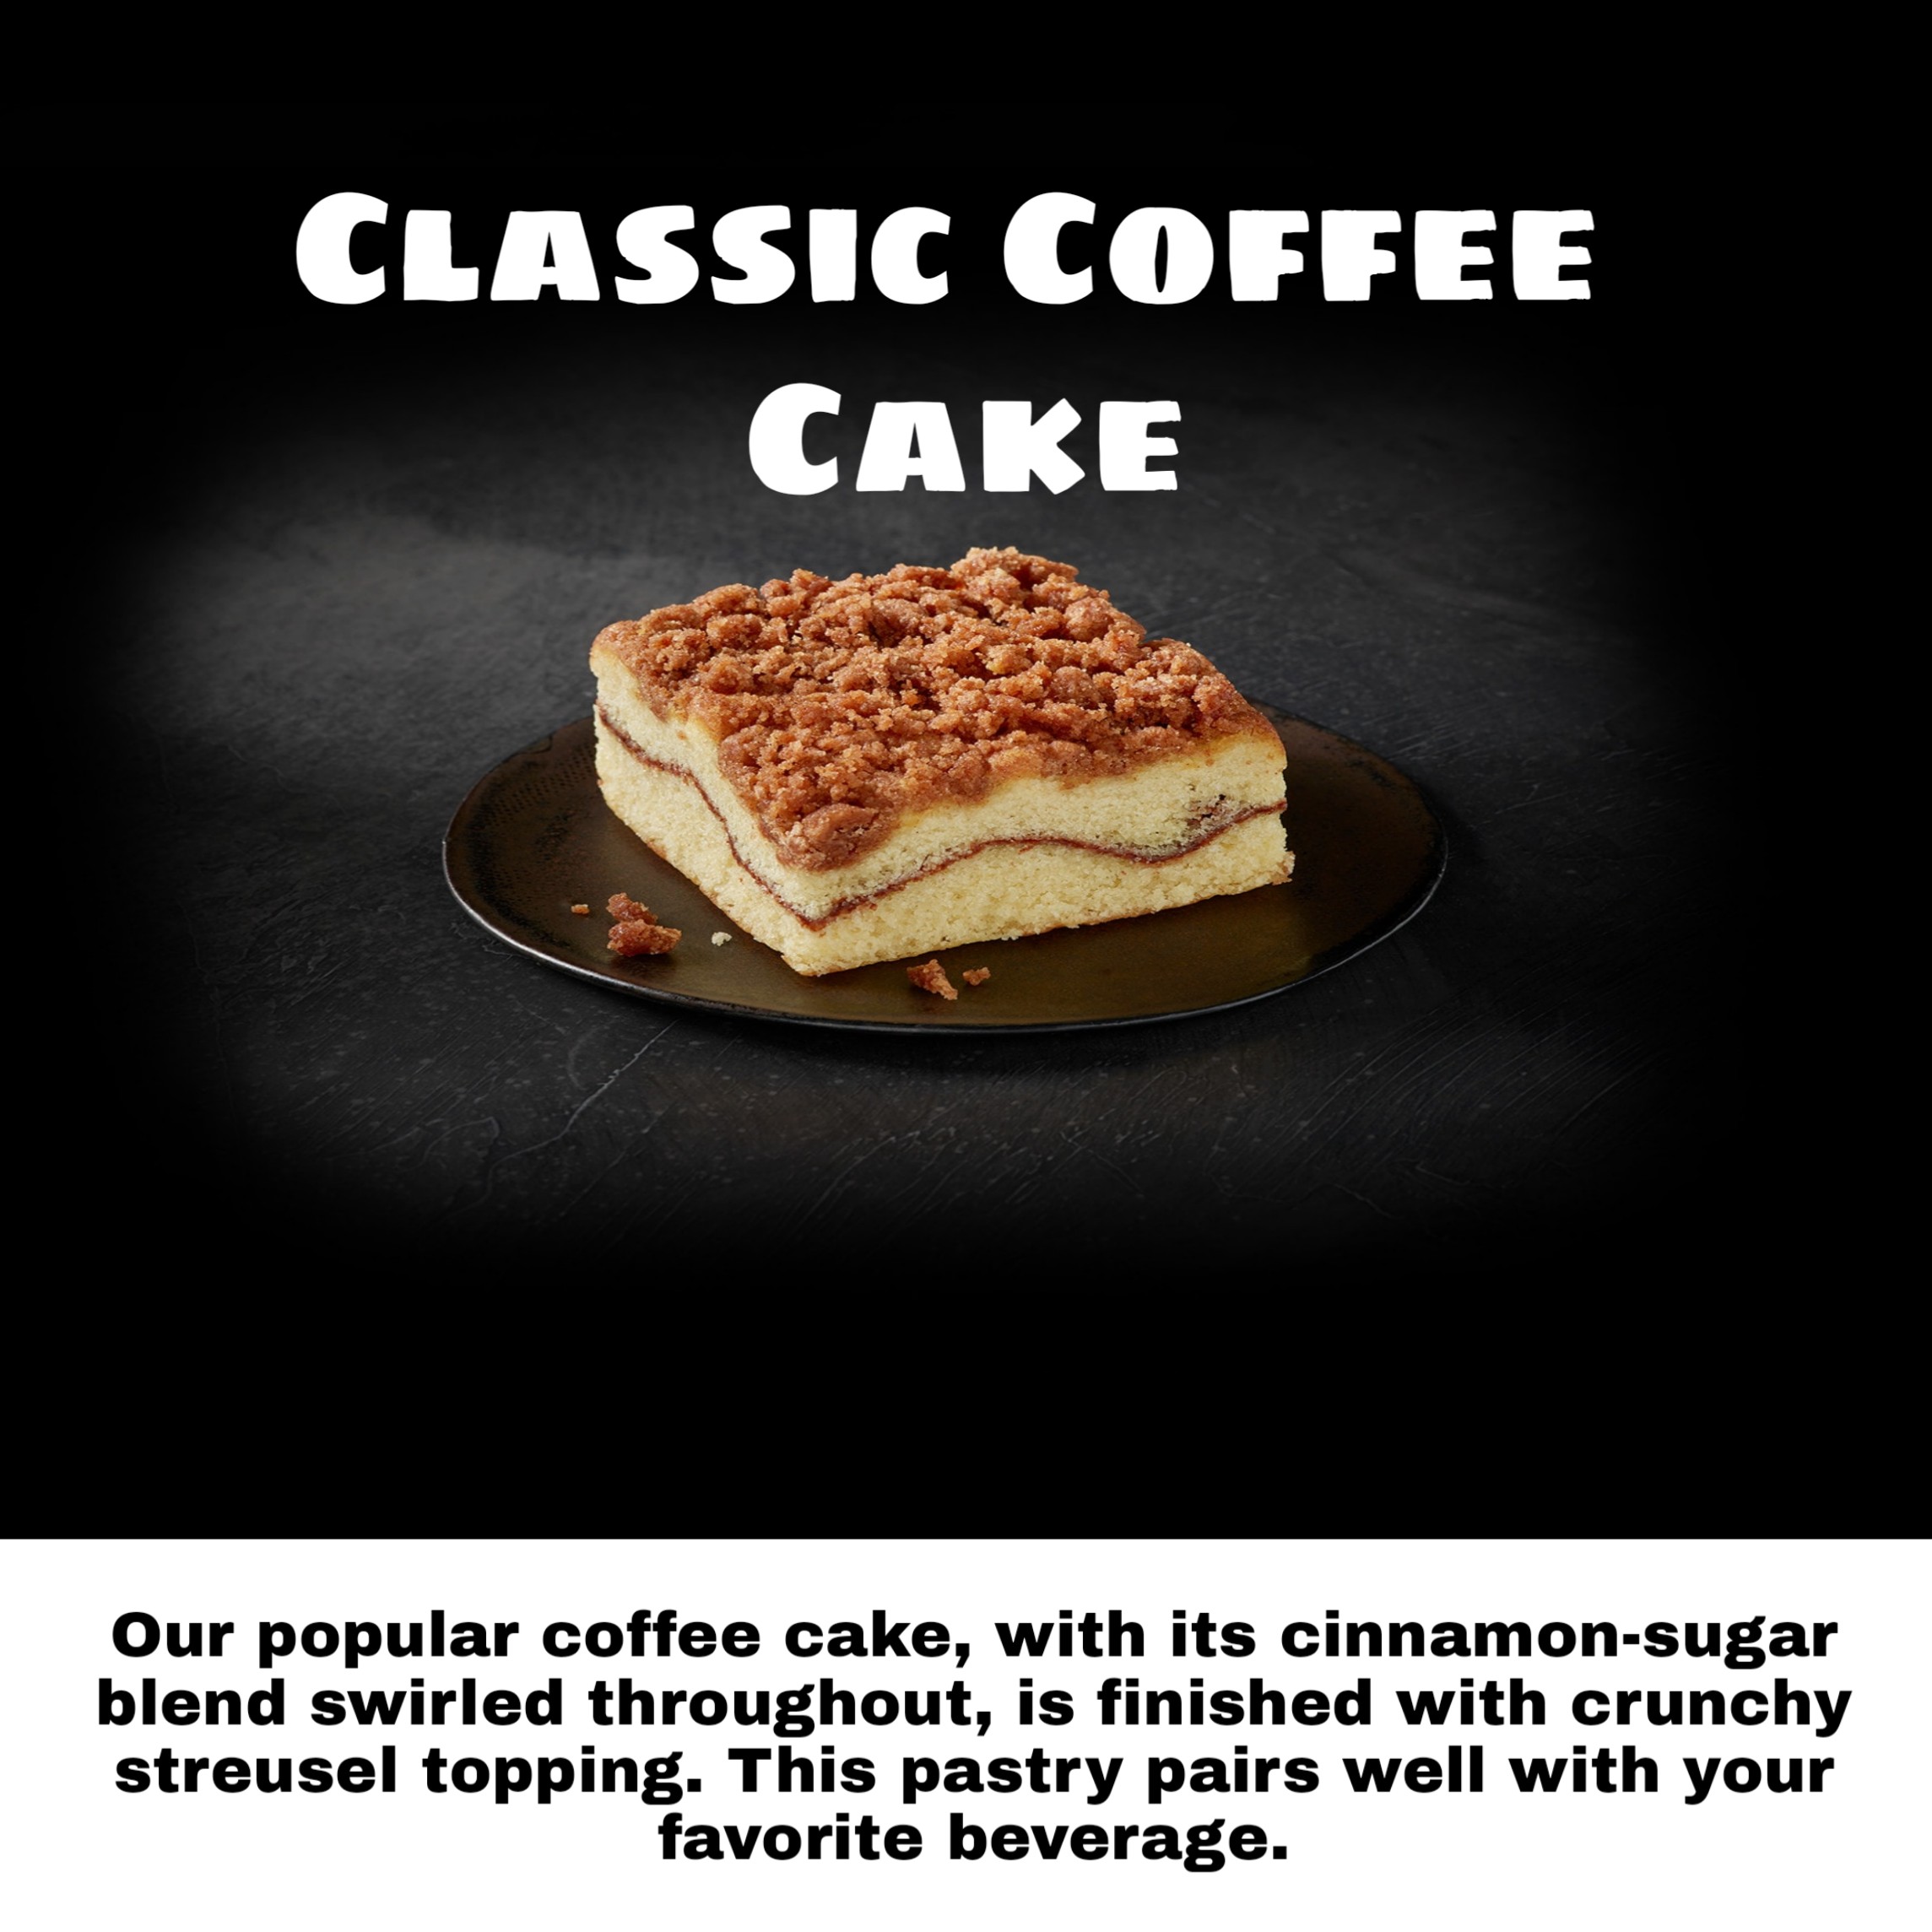 Classic Coffee
Cake
Our popular coffee cake, with its cinnamon-sugar
blend swirled throughout, is finished with crunchy
streusel topping. This pastry pairs well with your
favorite beverage.